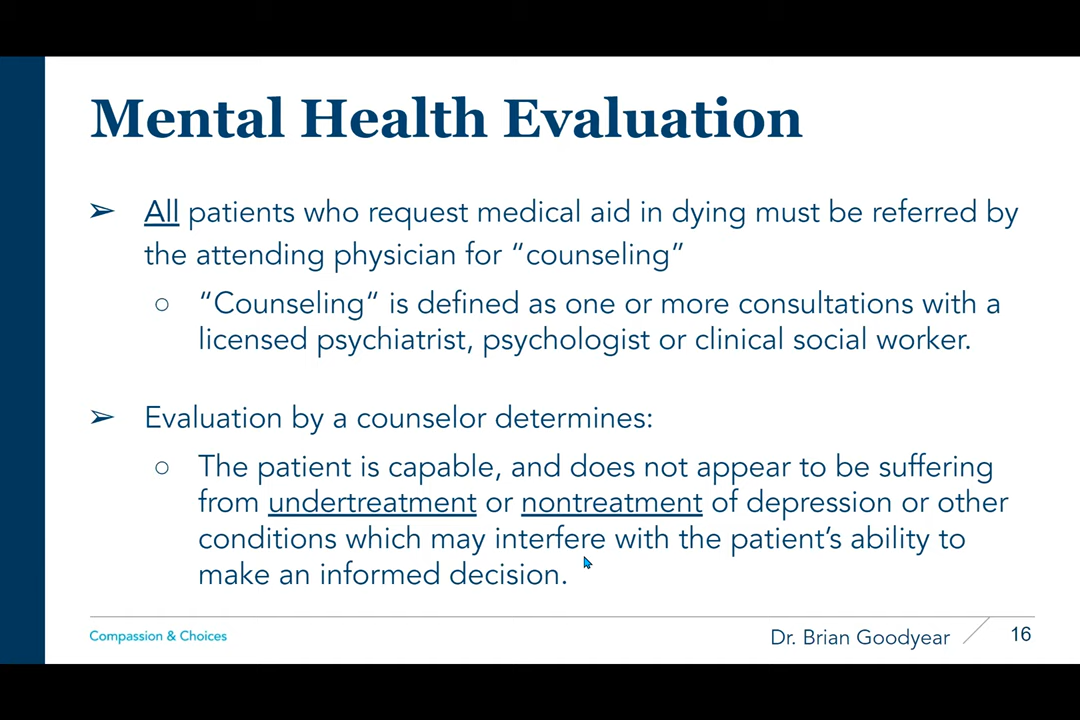 Mental Health Evaluation
➢ All patients who request medical aid in dying must be referred by
the attending physician for “counseling”
○ “Counseling“ is defined as one or more consultations with a
licensed psychiatrist, psychologist or clinical social worker.
➢ Evaluation by a counselor determines:
○ The patient is capable, and does not appear to be suffering
from undertreatment or nontreatment of depression or other
conditions which may interfere with the patient’s ability to
make an informed decision.
Compassion & Choices
Dr. Brian Goodyear
16